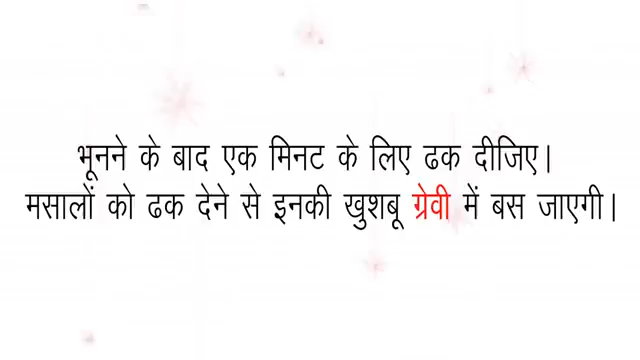 भूनने के बाद एक मिनट के लिए ढक दीजिए।
मसालों को ढक देने से इनकी खुशबू ग्रेवी में बस जाएगी।